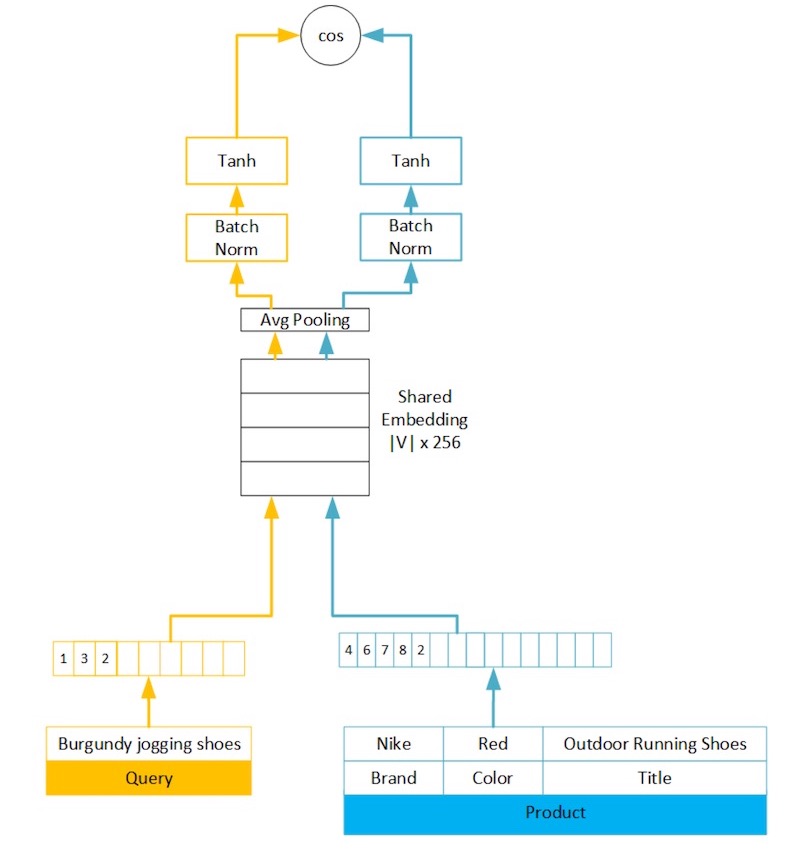 cos
Tanh
Tanh
Batch
Norm
Batch
Norm
Avg Pooling
Shared
Embedding
|V| x 256
1 3 2
4 6 7 8 2
Burgundy jogging shoes
Query
Nike Red Outdoor Running Shoes
Brand Color Title
Product